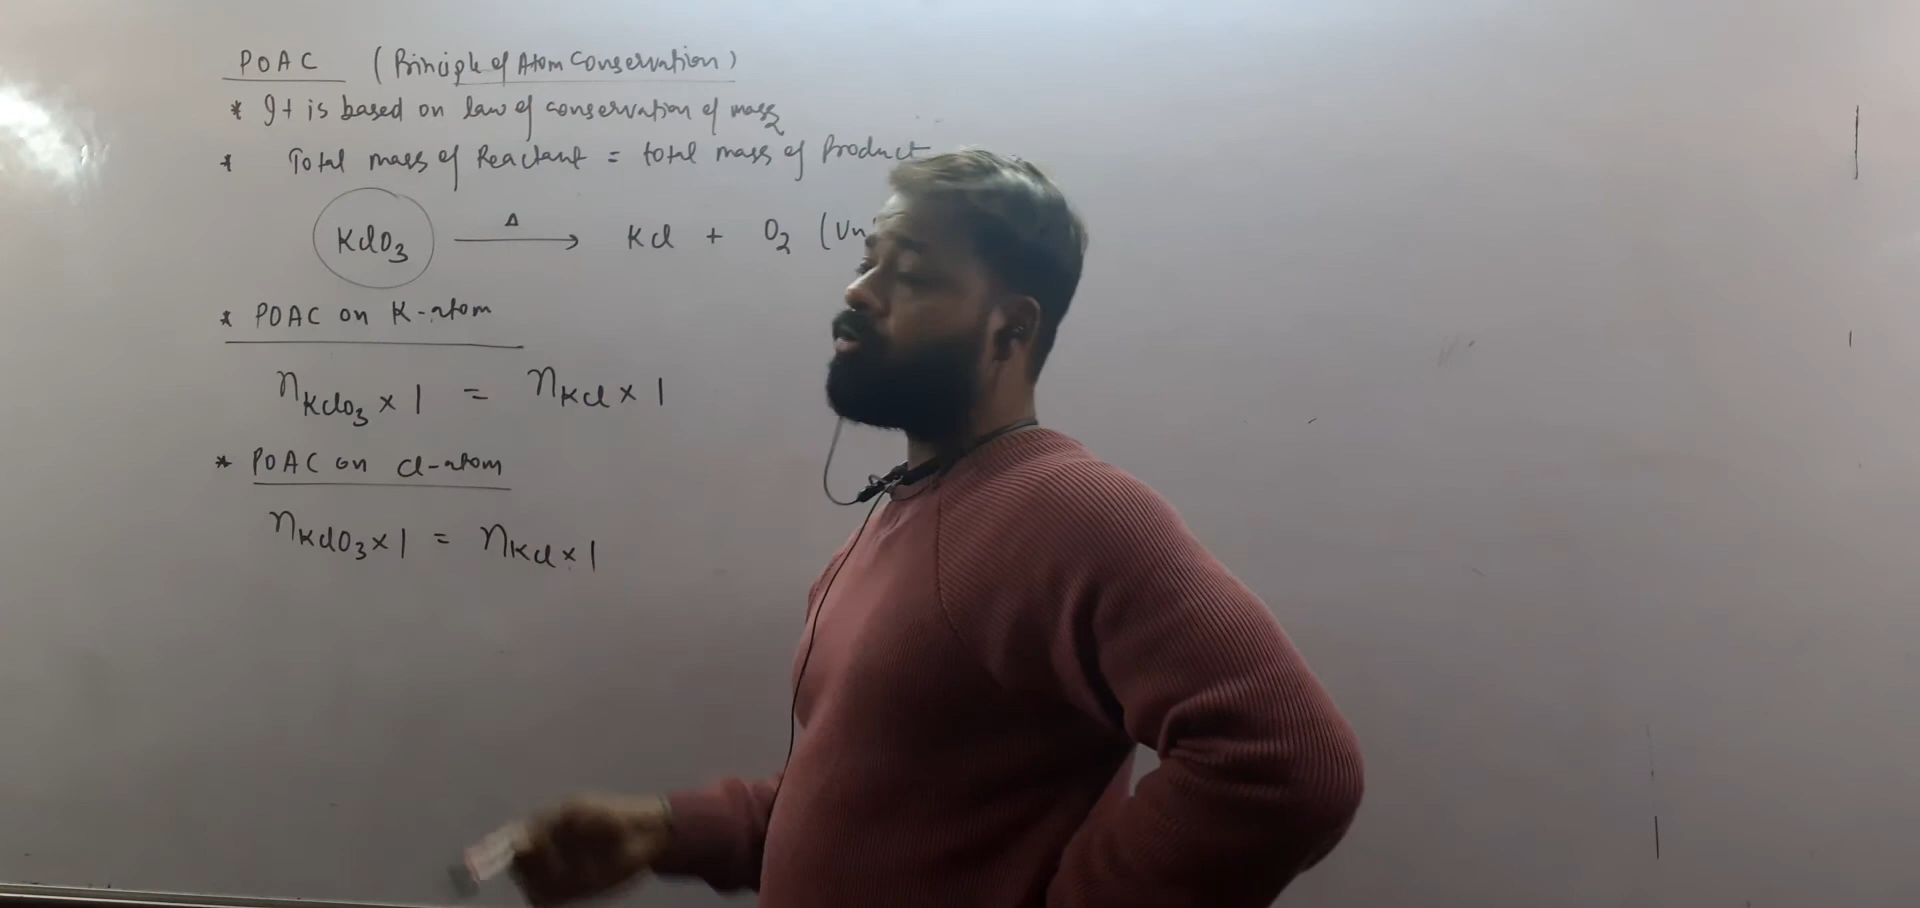 POAC (Principle of Atom Conservation)
* It is based on law of conservation of mass
* Total mass of Reactant = total mass of Product
KClO3 —Δ→ KCl + O2 (Un
* POAC on K-atom
nKClO3 × 1 = nKCl × 1
* POAC on Cl-atom
nKClO3 × 1 = nKCl × 1